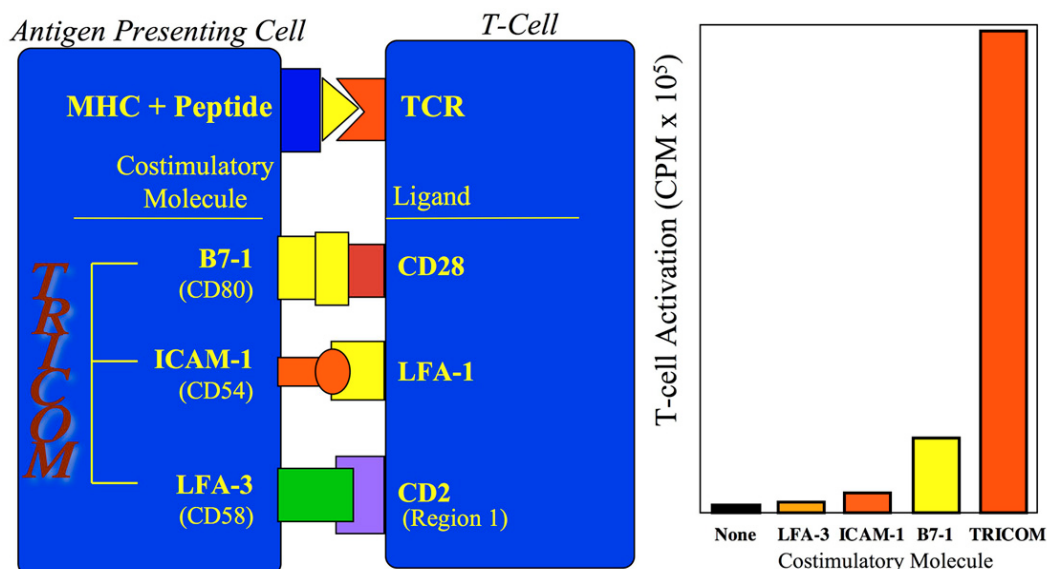 Antigen Presenting Cell
T-Cell
MHC + Peptide
TCR
Costimulatory
Molecule
Ligand
TRICOM
B7-1
(CD80)
CD28
ICAM-1
(CD54)
LFA-1
LFA-3
(CD58)
CD2
(Region 1)
T-cell Activation (CPM x 10⁵)
None LFA-3 ICAM-1 B7-1 TRICOM
Costimulatory Molecule